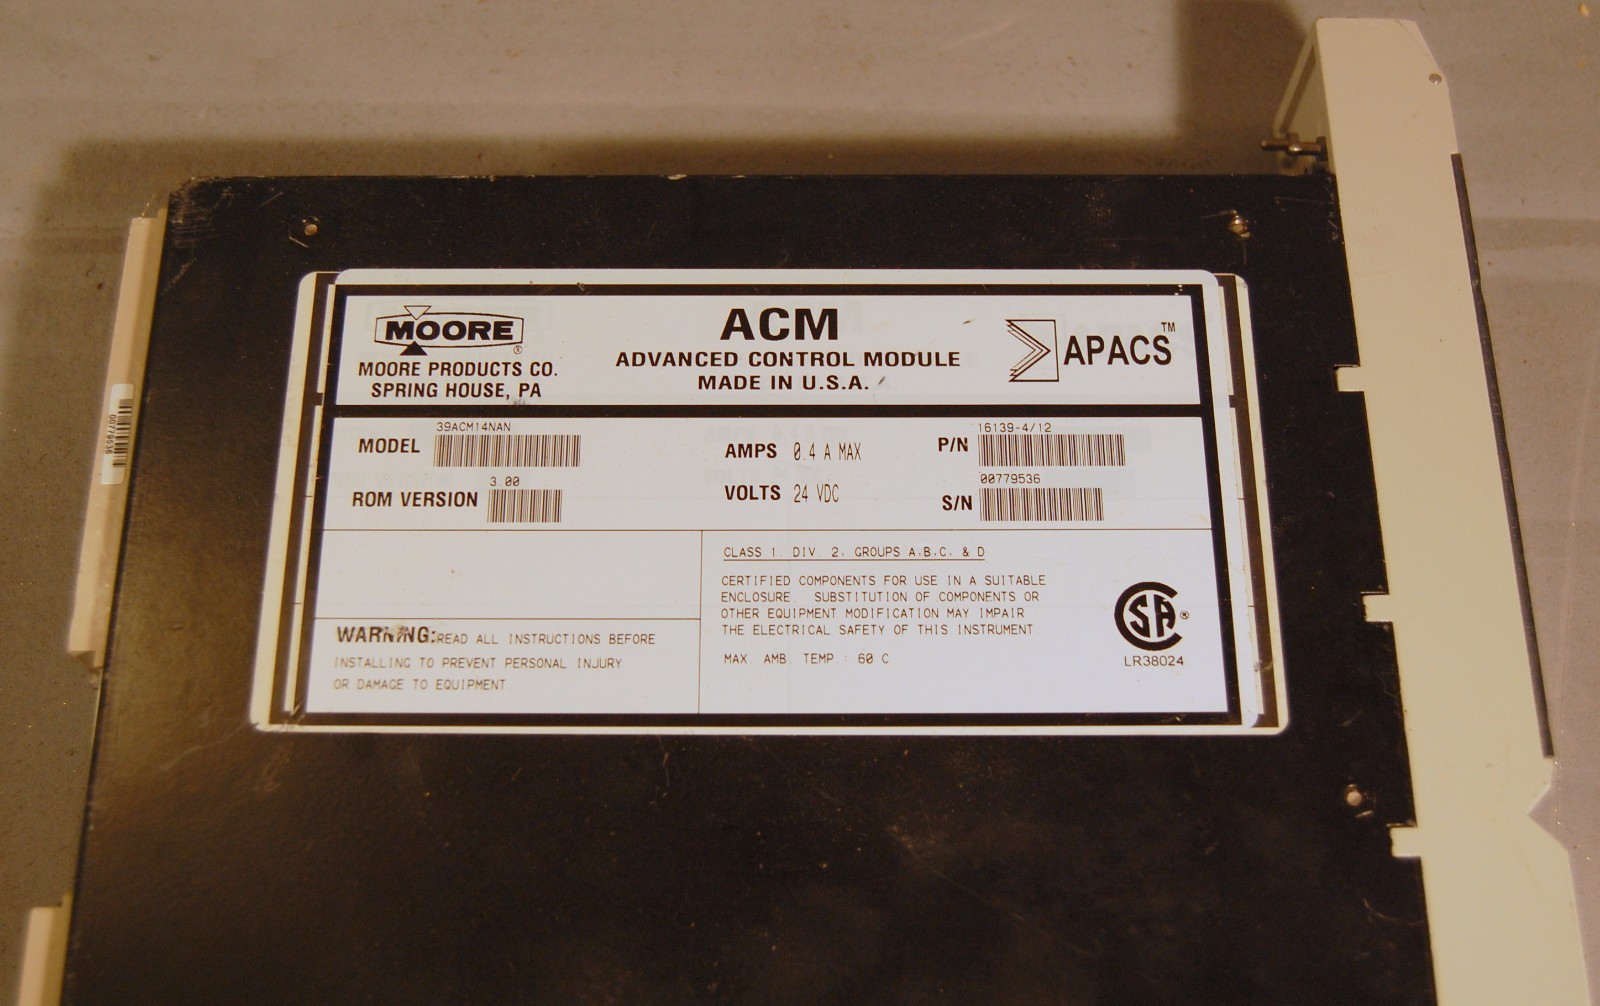 MOORE ®
MOORE PRODUCTS CO.
SPRING HOUSE, PA
ACM
ADVANCED CONTROL MODULE
MADE IN U.S.A.
APACS™
39ACM14NAN
MODEL
3.00
ROM VERSION
AMPS 0.4 A MAX
VOLTS 24 VDC
16139-4/12
P/N
00779536
S/N
CLASS 1. DIV. 2. GROUPS A.B.C. & D
CERTIFIED COMPONENTS FOR USE IN A SUITABLE
ENCLOSURE. SUBSTITUTION OF COMPONENTS OR
OTHER EQUIPMENT MODIFICATION MAY IMPAIR
THE ELECTRICAL SAFETY OF THIS INSTRUMENT
MAX. AMB. TEMP.: 60 C
WARNING: READ ALL INSTRUCTIONS BEFORE
INSTALLING TO PREVENT PERSONAL INJURY
OR DAMAGE TO EQUIPMENT
SA ®
LR38024
00779536